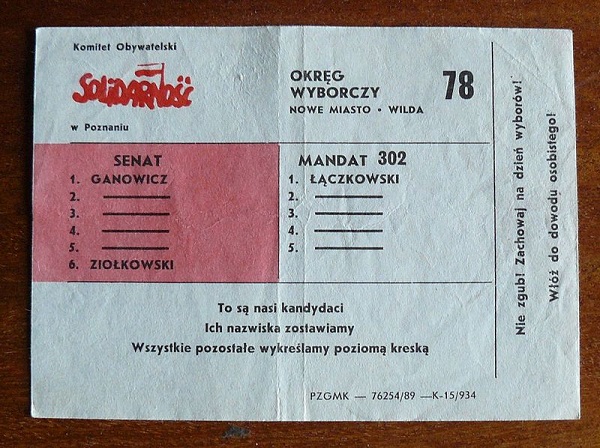 Komitet Obywatelski
SOLIDARNOŚĆ
w Poznaniu
OKRĘG
WYBORCZY
78
NOWE MIASTO • WILDA
SENAT
1. GANOWICZ
2.
3.
4.
5.
6. ZIOŁKOWSKI
MANDAT 302
1. ŁĄCZKOWSKI
2.
3.
4.
5.
To są nasi kandydaci
Ich nazwiska zostawiamy
Wszystkie pozostałe wykreślamy poziomą kreską
PZGMK — 76254/89 —K-15/934
Nie zgub! Zachowaj na dzień wyborów!
Włóż do dowodu osobistego!